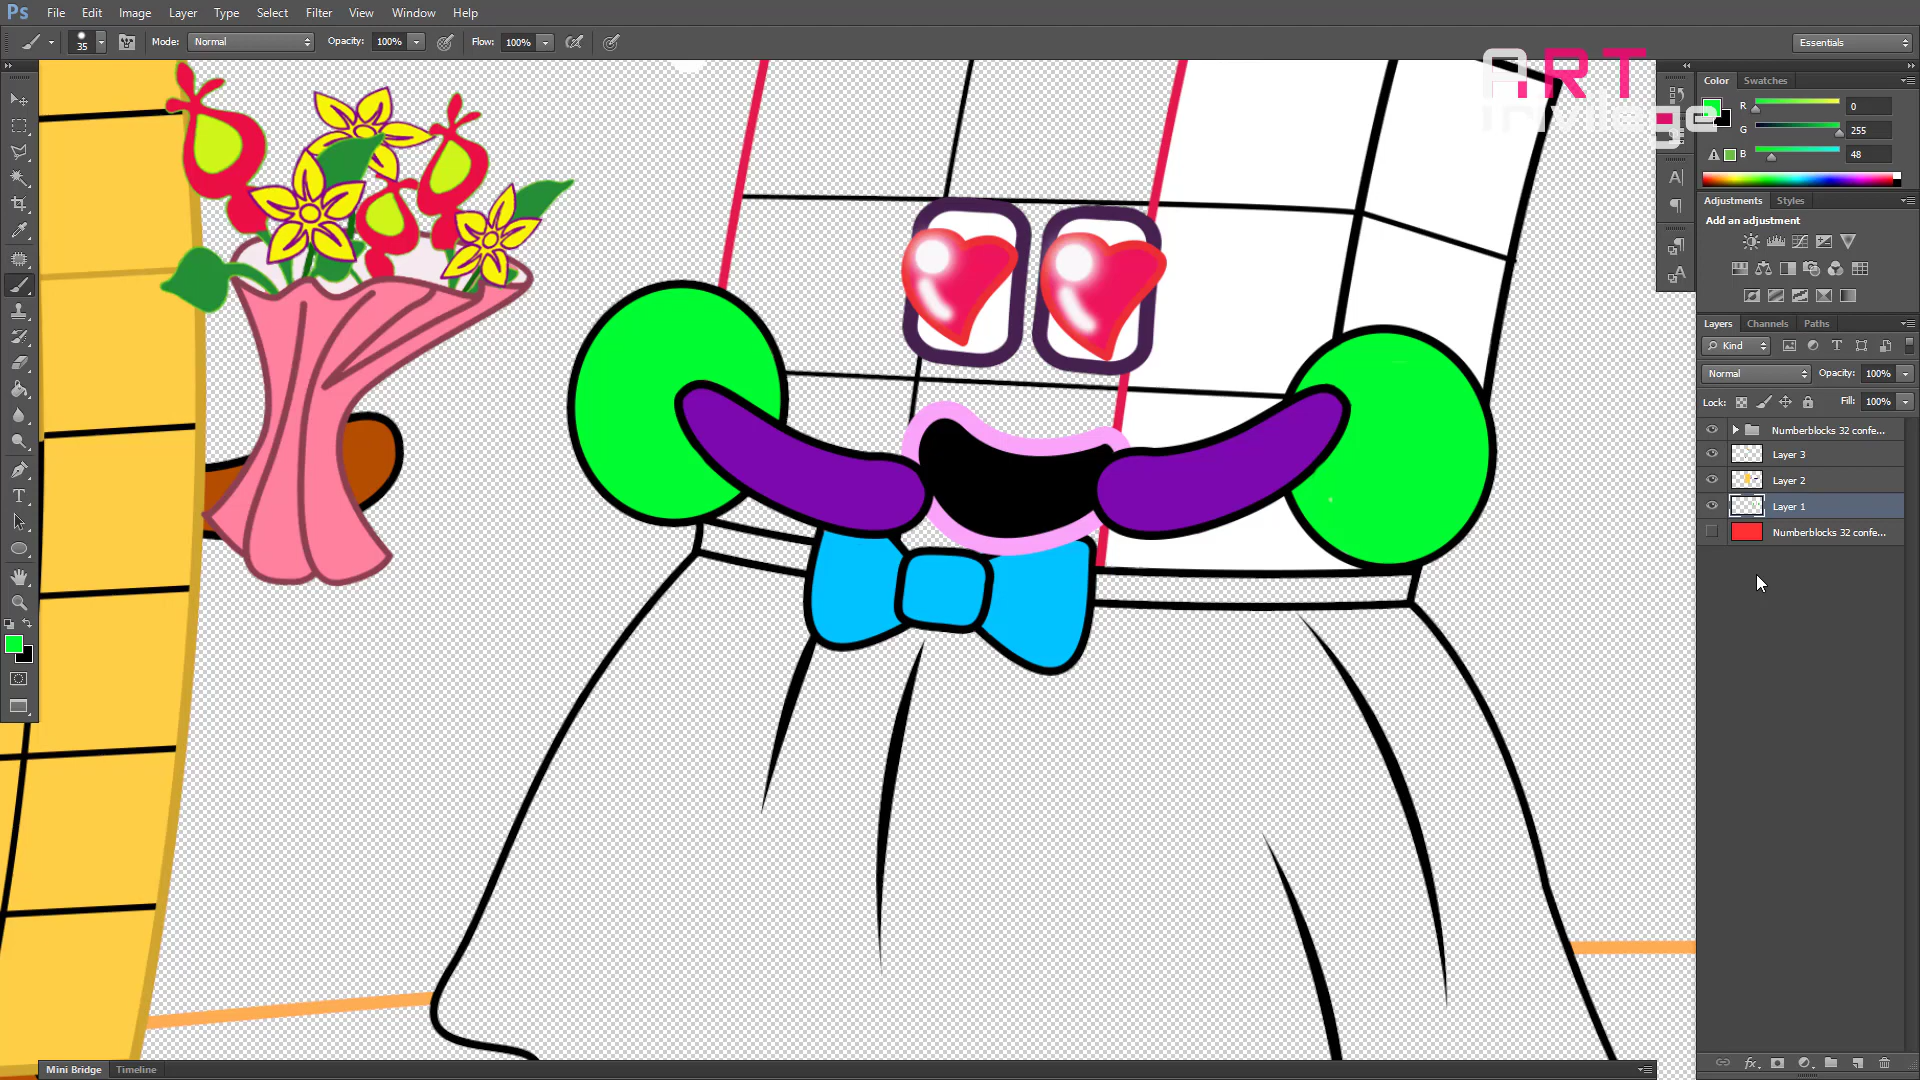 Ps File Edit Image Layer Type Select Filter View Window Help
35 Mode: Normal Opacity: 100% Flow: 100% Essentials
ART
Color Swatches
R 0
G 255
B 48
A
Adjustments Styles
Add an adjustment
Layers Channels Paths
Kind
Normal Opacity: 100%
Lock: Fill: 100%
Numberblocks 32 confe...
Layer 3
Layer 2
Layer 1
Numberblocks 32 confe...
Mini Bridge Timeline